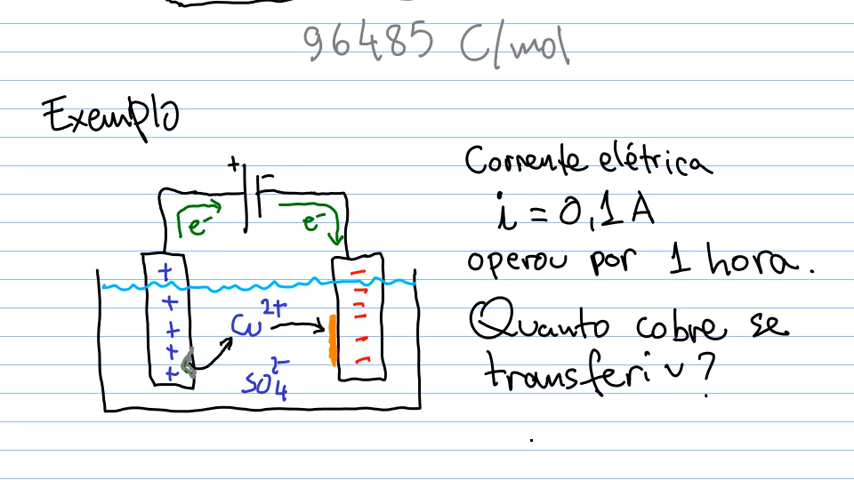 96485 C/mol
Exemplo
Corrente elétrica
i = 0,1 A
operou por 1 hora.
Quanto cobre se
transferiu?
+ -
e- e-
+ -
+ -
+ -
+ -
+ -
Cu2+
SO42-